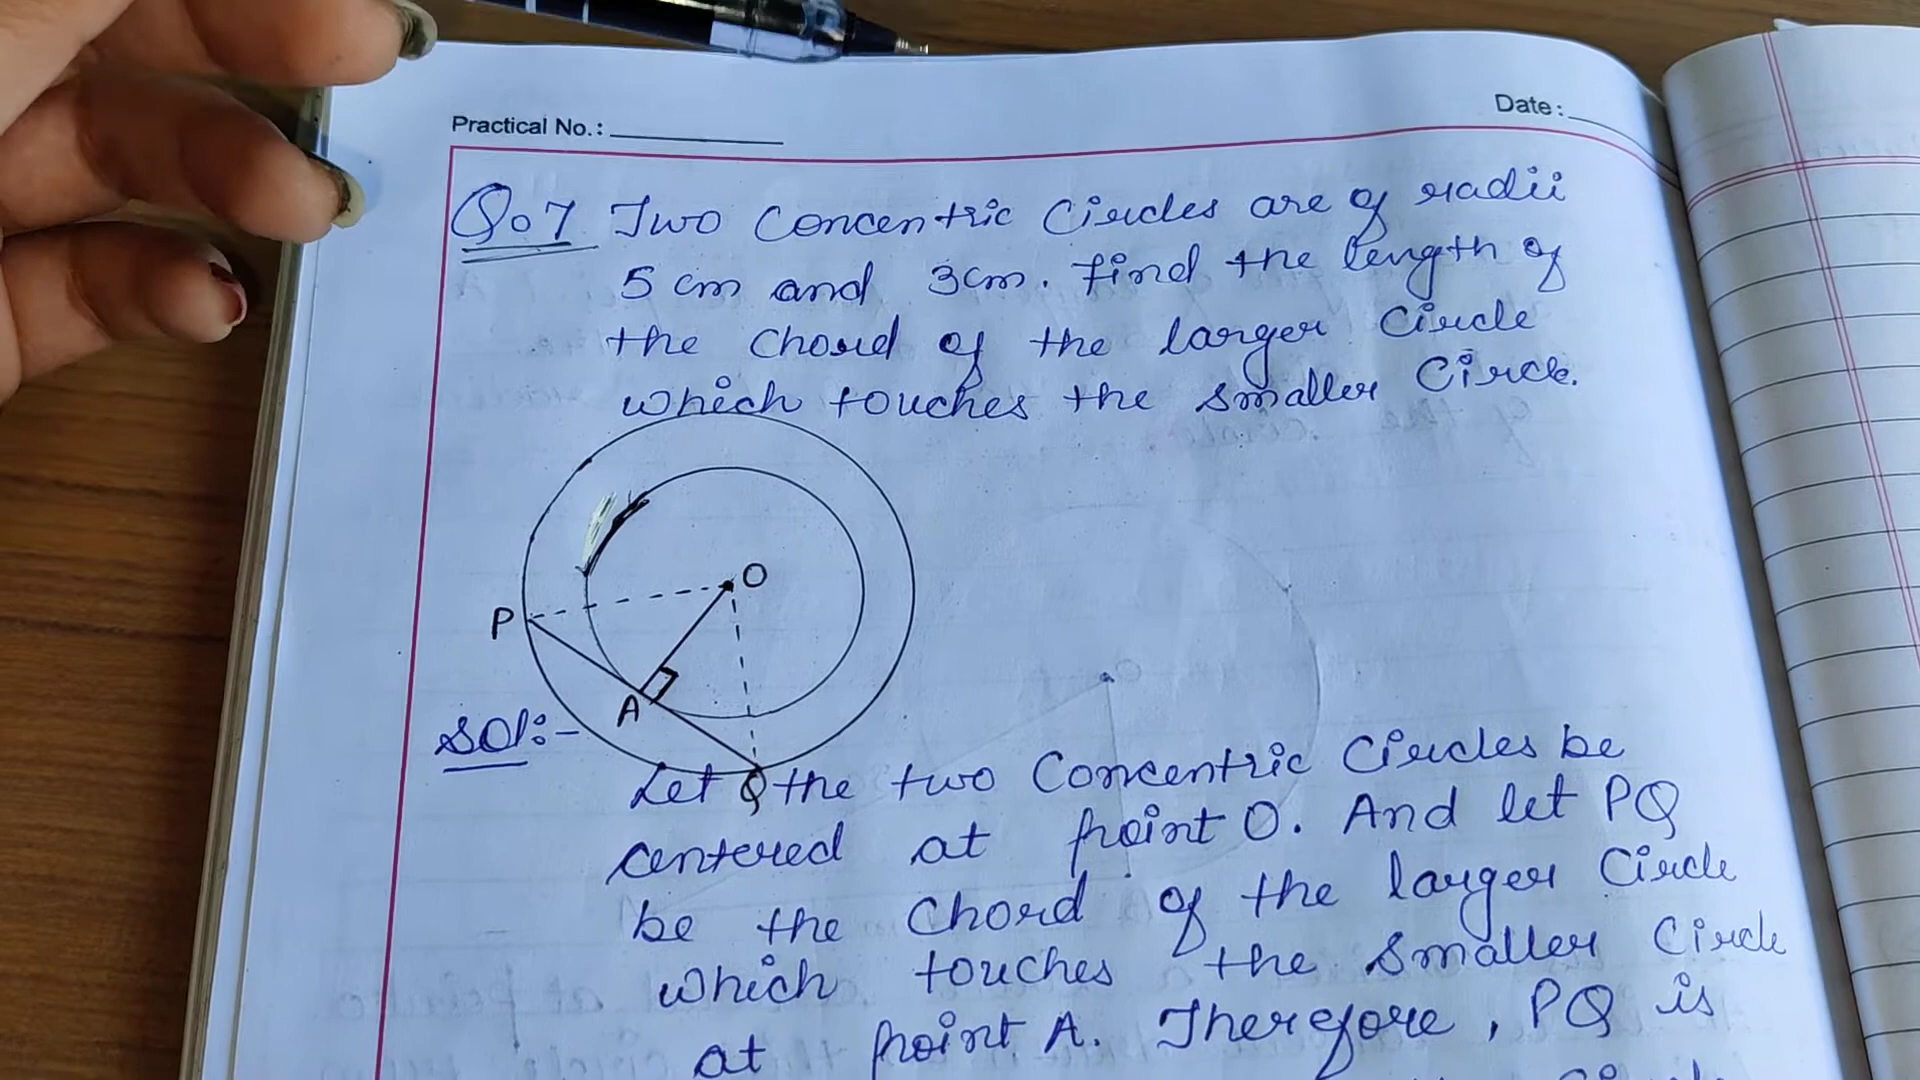 Practical No.:
Date:
Q.7 Two Concentric Circles are of radii
5 cm and 3cm. find the length of
the Chord of the larger Circle
which touches the smaller Circle.
O
P
A
Sol:-
Q
Let the two Concentric Circles be
centered at point O. And let PQ
be the Chord of the larger Circle
which touches the smaller Circle
at point A. Therefore, PQ is